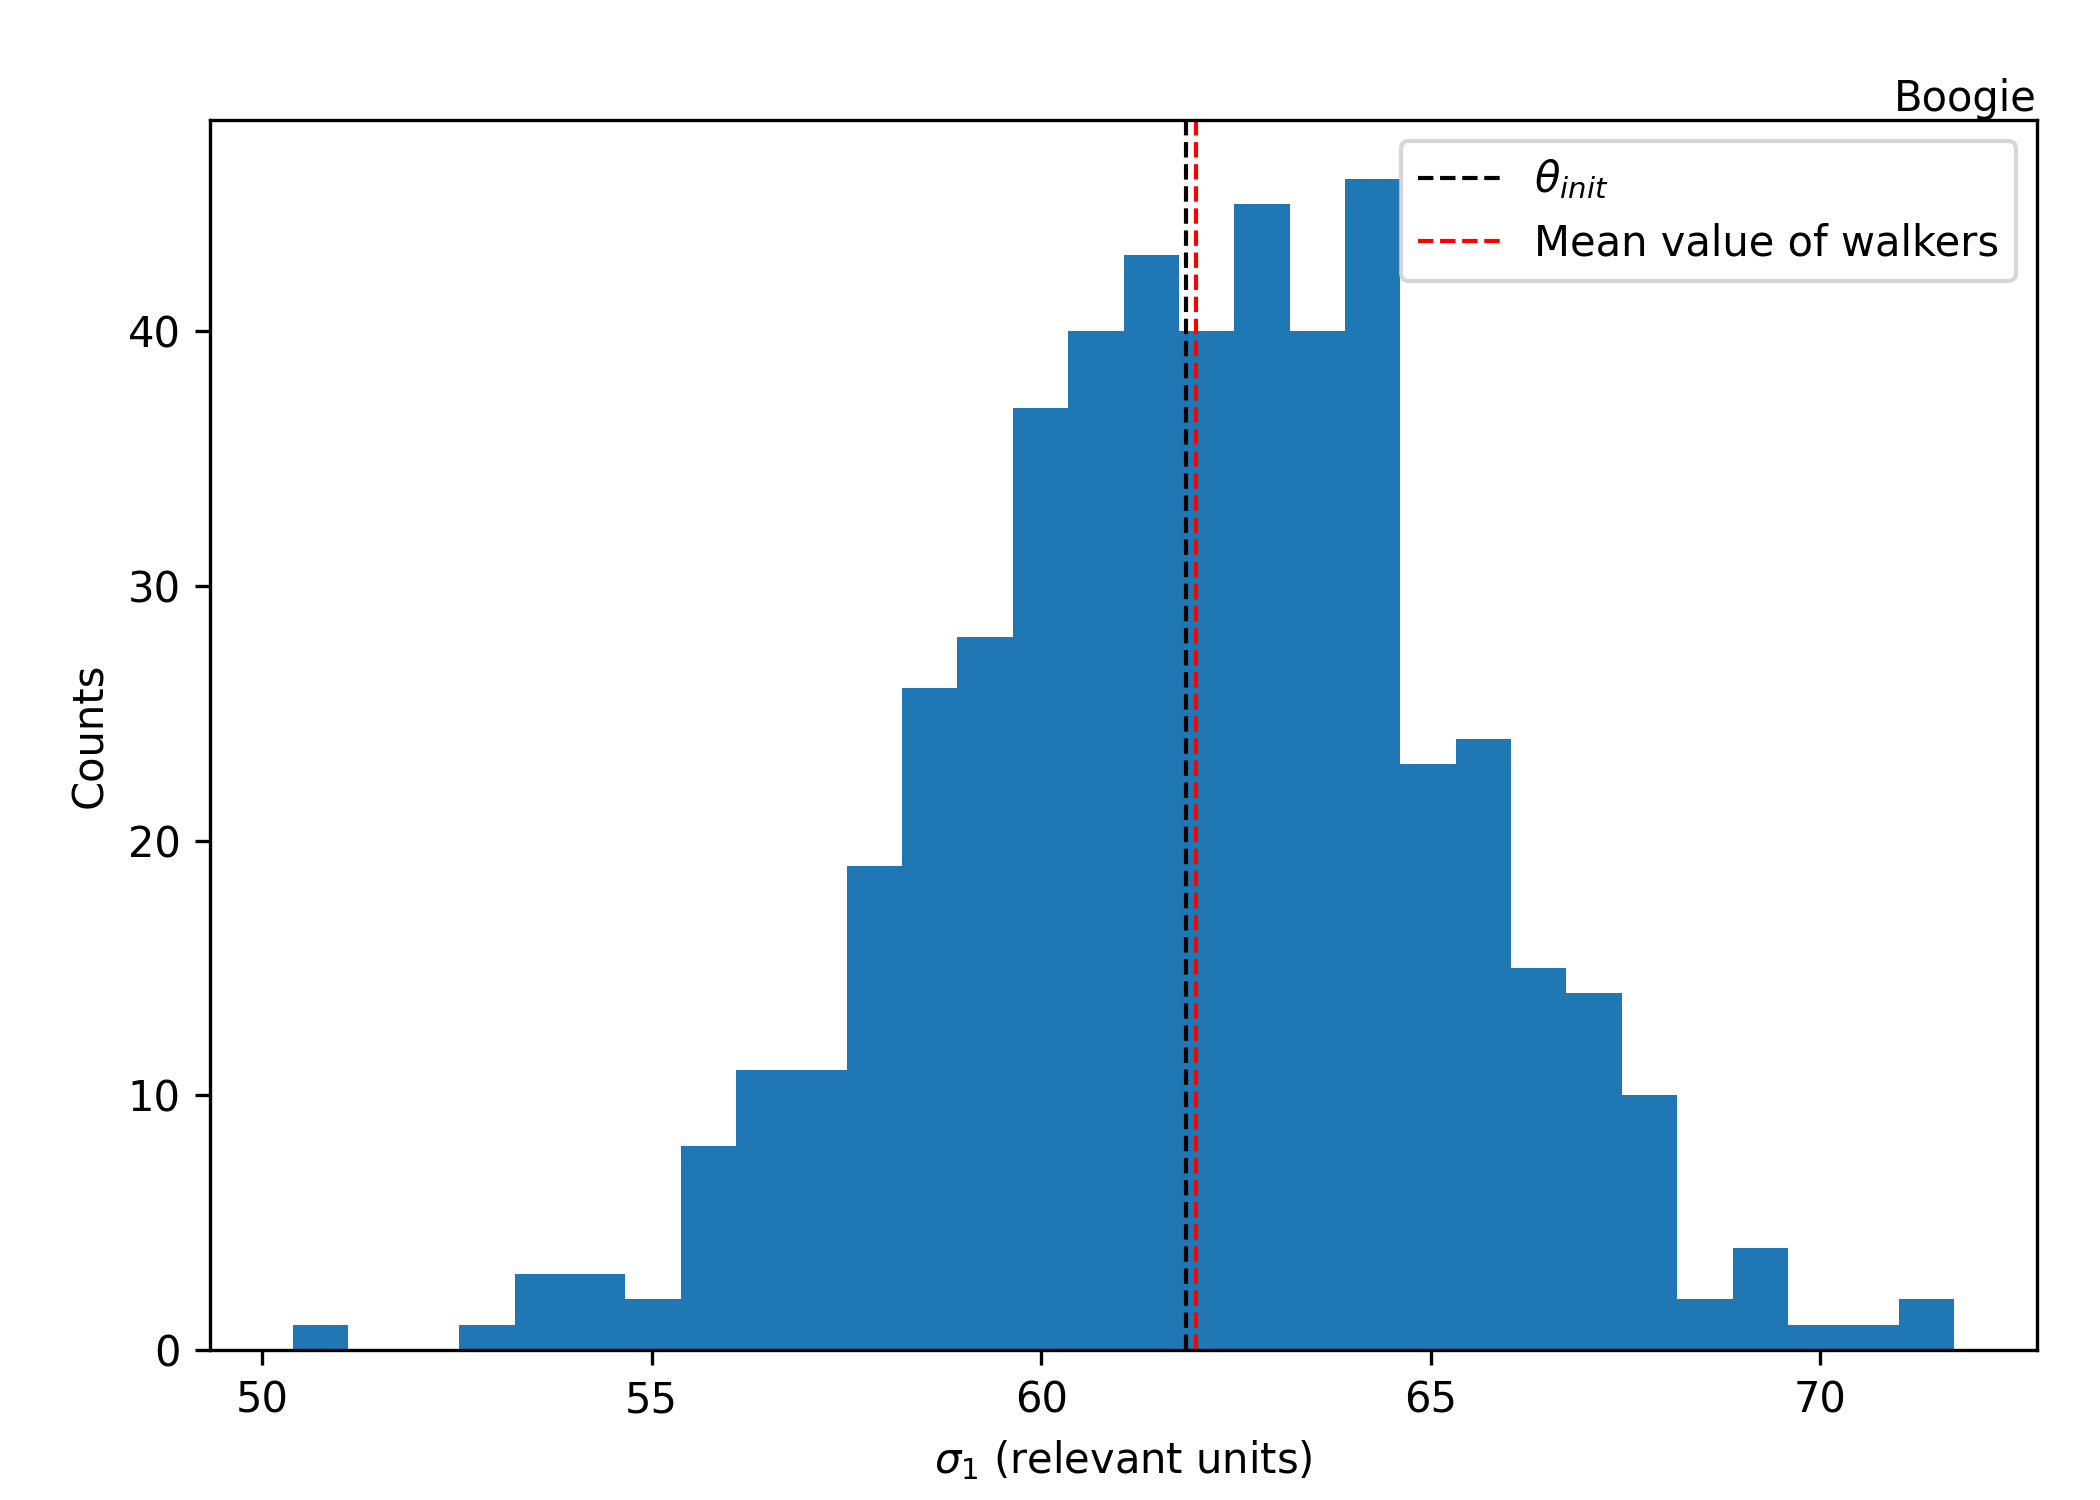 Boogie
θinit
Mean value of walkers
40
30
20
10
0
Counts
50 55 60 65 70
σ1 (relevant units)